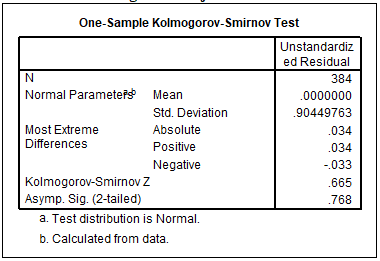 One-Sample Kolmogorov-Smirnov Test
Unstandardiz
ed Residual
N 384
Normal Parameters a,b Mean .0000000
Std. Deviation .90449763
Most Extreme Absolute .034
Differences Positive .034
Negative -.033
Kolmogorov-Smirnov Z .665
Asymp. Sig. (2-tailed) .768
a. Test distribution is Normal.
b. Calculated from data.